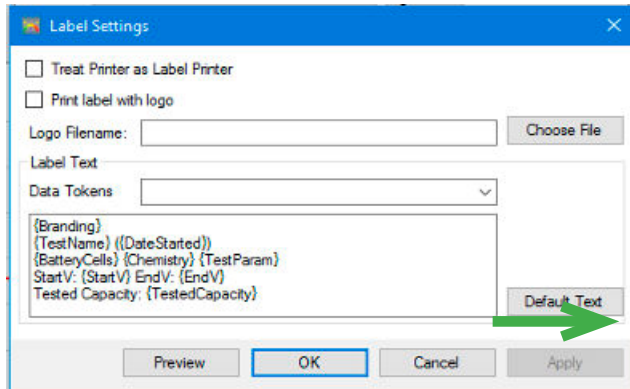 Label Settings
Treat Printer as Label Printer
Print label with logo
Logo Filename:
Choose File
Label Text
Data Tokens
{Branding}
{TestName} ({DateStarted})
{BatteryCells} {Chemistry} {TestParam}
StartV: {StartV} EndV: {EndV}
Tested Capacity: {TestedCapacity}
Default Text
Preview OK Cancel Apply